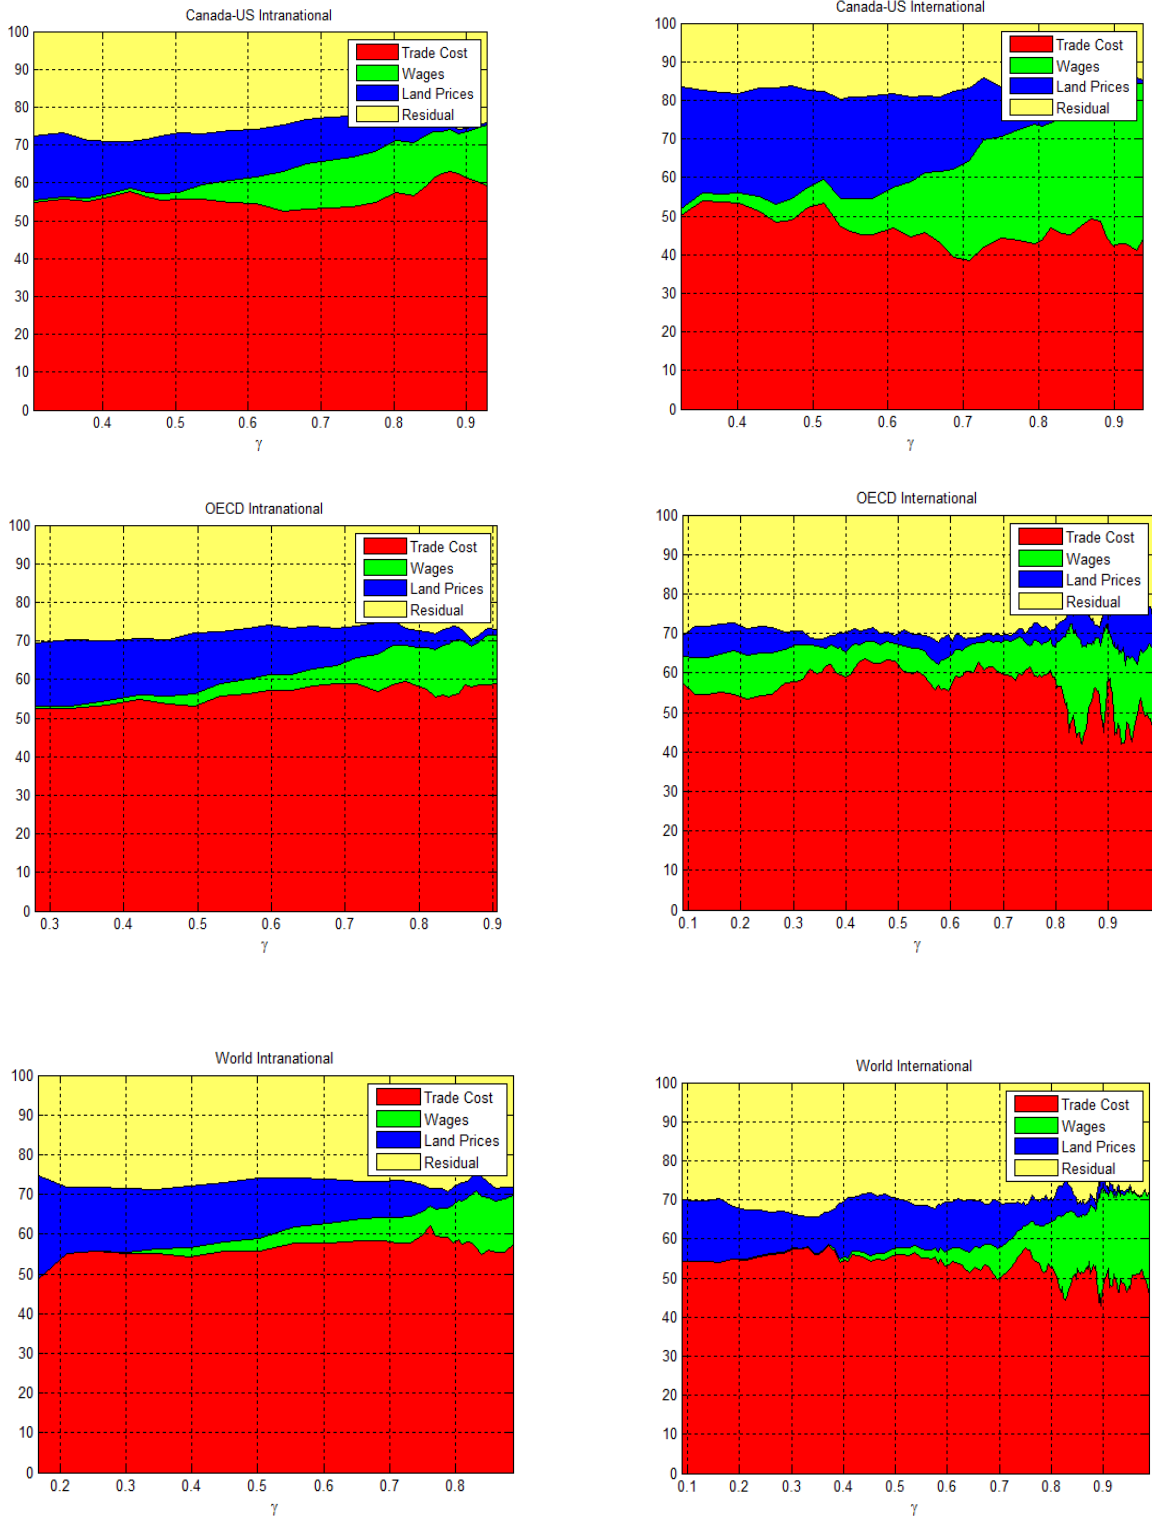 Canada-US Intranational
100
90
80
70
60
50
40
30
20
10
0
Trade Cost
Wages
Land Prices
Residual
0.4 0.5 0.6 0.7 0.8 0.9
γ
Canada-US International
100
90
80
70
60
50
40
30
20
10
0
Trade Cost
Wages
Land Prices
Residual
0.4 0.5 0.6 0.7 0.8 0.9
γ
OECD Intranational
100
90
80
70
60
50
40
30
20
10
0
Trade Cost
Wages
Land Prices
Residual
0.3 0.4 0.5 0.6 0.7 0.8 0.9
γ
OECD International
100
90
80
70
60
50
40
30
20
10
0
Trade Cost
Wages
Land Prices
Residual
0.1 0.2 0.3 0.4 0.5 0.6 0.7 0.8 0.9
γ
World Intranational
100
90
80
70
60
50
40
30
20
10
0
Trade Cost
Wages
Land Prices
Residual
0.2 0.3 0.4 0.5 0.6 0.7 0.8
γ
World International
100
90
80
70
60
50
40
30
20
10
0
Trade Cost
Wages
Land Prices
Residual
0.1 0.2 0.3 0.4 0.5 0.6 0.7 0.8 0.9
γ